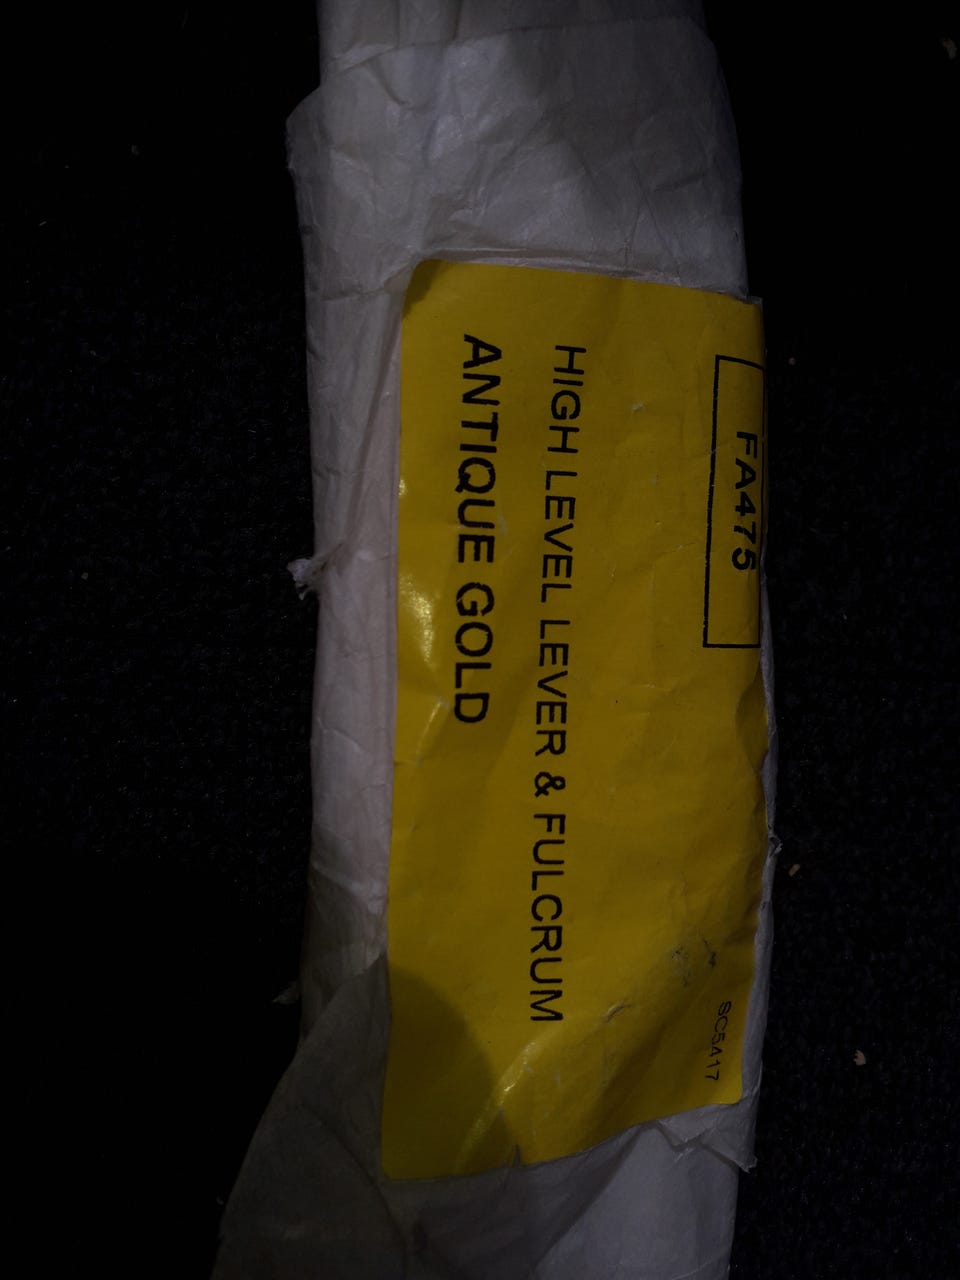 FA475
SC5417
HIGH LEVEL LEVER & FULCRUM
ANTIQUE GOLD